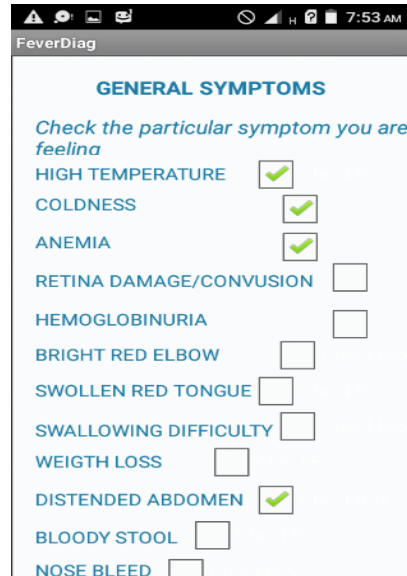 H 7:53 AM
FeverDiag
GENERAL SYMPTOMS
Check the particular symptom you are
feeling
HIGH TEMPERATURE
COLDNESS
ANEMIA
RETINA DAMAGE/CONVUSION
HEMOGLOBINURIA
BRIGHT RED ELBOW
SWOLLEN RED TONGUE
SWALLOWING DIFFICULTY
WEIGTH LOSS
DISTENDED ABDOMEN
BLOODY STOOL
NOSE BLEED